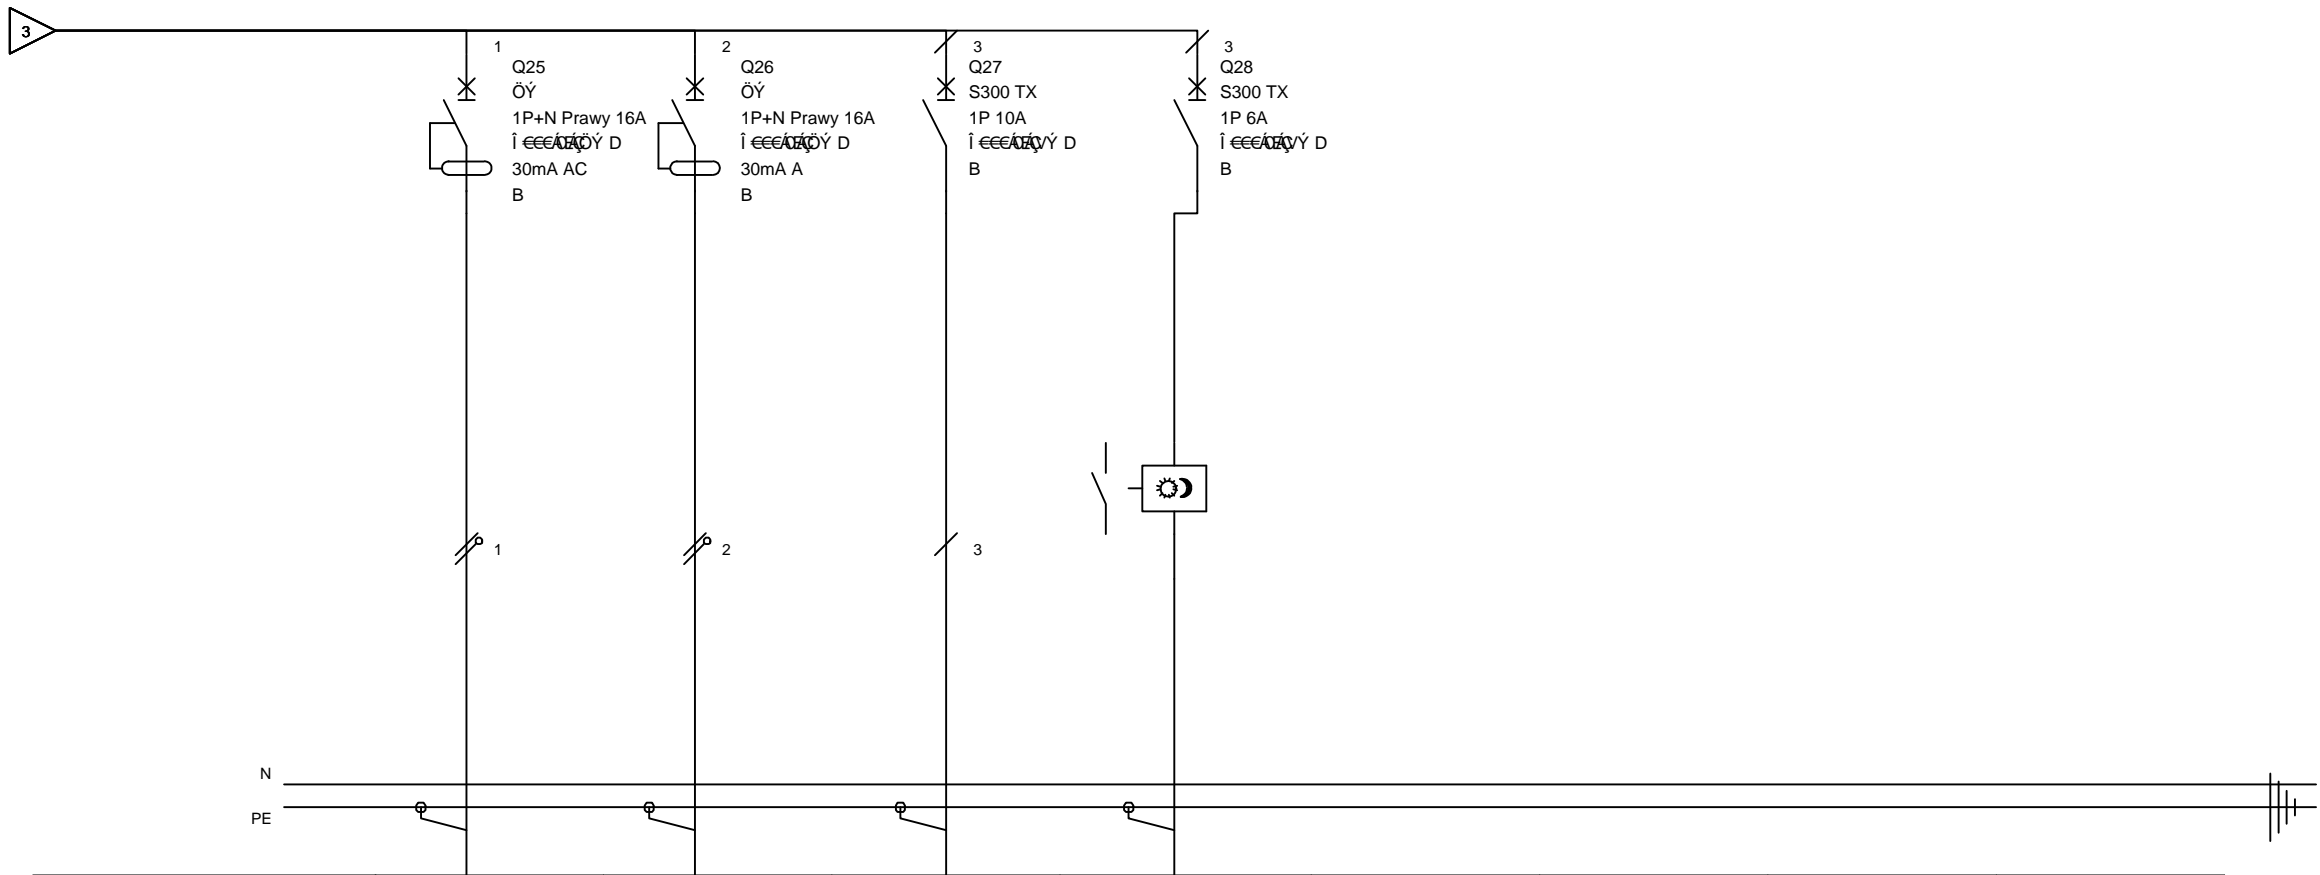 3
1
Q25
ÖÝ
1P+N Prawy 16A
D
30mA AC
B
2
Q26
ÖÝ
1P+N Prawy 16A
D
30mA A
B
3
Q27
S300 TX
1P 10A
D
B
3
Q28
S300 TX
1P 6A
D
B
1
2
3
N
PE